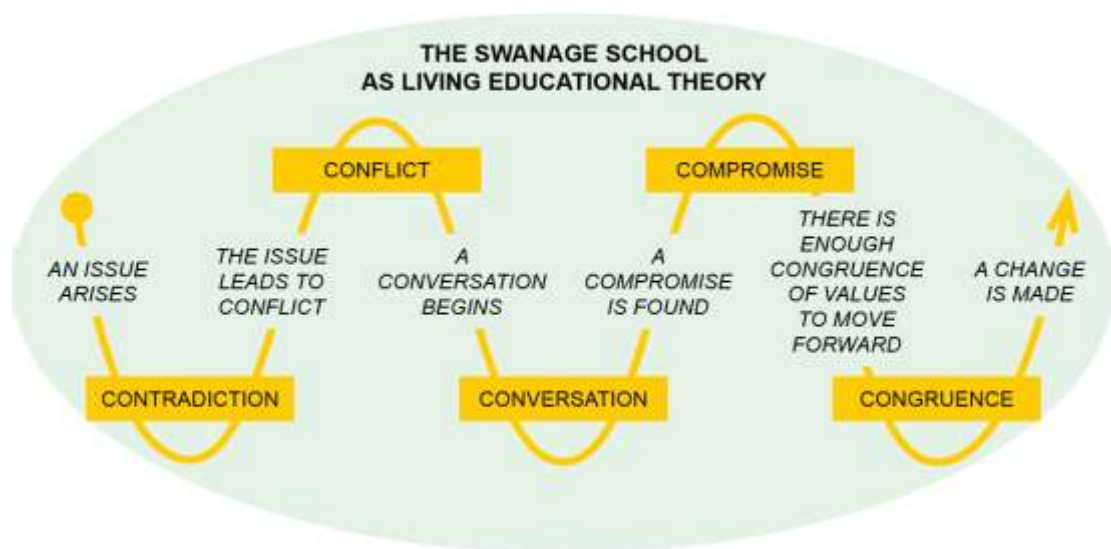 THE SWANAGE SCHOOL
AS LIVING EDUCATIONAL THEORY
AN ISSUE
ARISES
CONTRADICTION
THE ISSUE
LEADS TO
CONFLICT
CONFLICT
A
CONVERSATION
BEGINS
CONVERSATION
A
COMPROMISE
IS FOUND
COMPROMISE
THERE IS
ENOUGH
CONGRUENCE
OF VALUES
TO MOVE
FORWARD
CONGRUENCE
A CHANGE
IS MADE